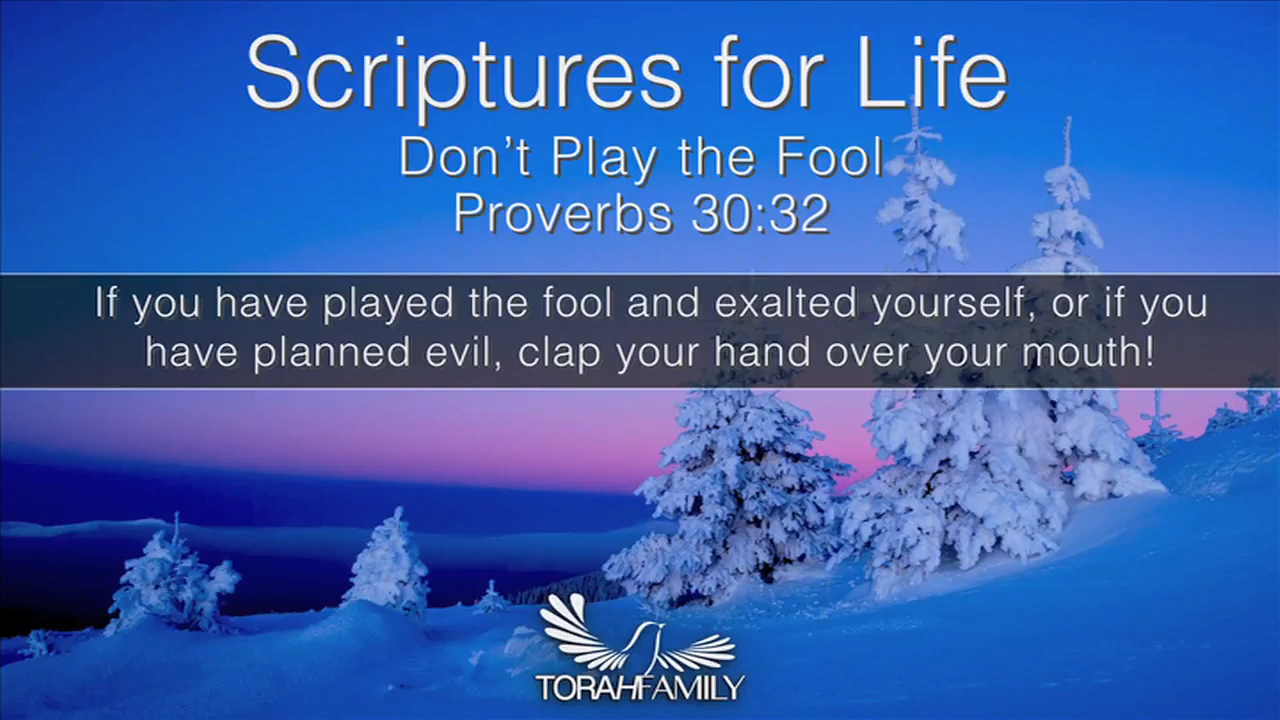 Scriptures for Life
Don't Play the Fool
Proverbs 30:32
If you have played the fool and exalted yourself, or if you
have planned evil, clap your hand over your mouth!
TORAHFAMILY